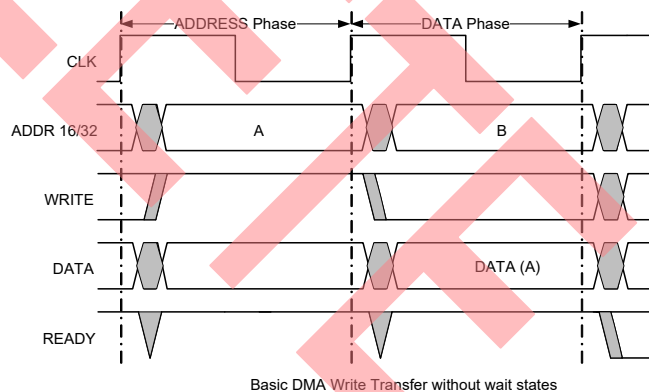 ADDRESS Phase DATA Phase
CLK
ADDR 16/32 A B
WRITE
DATA DATA (A)
READY
Basic DMA Write Transfer without wait states